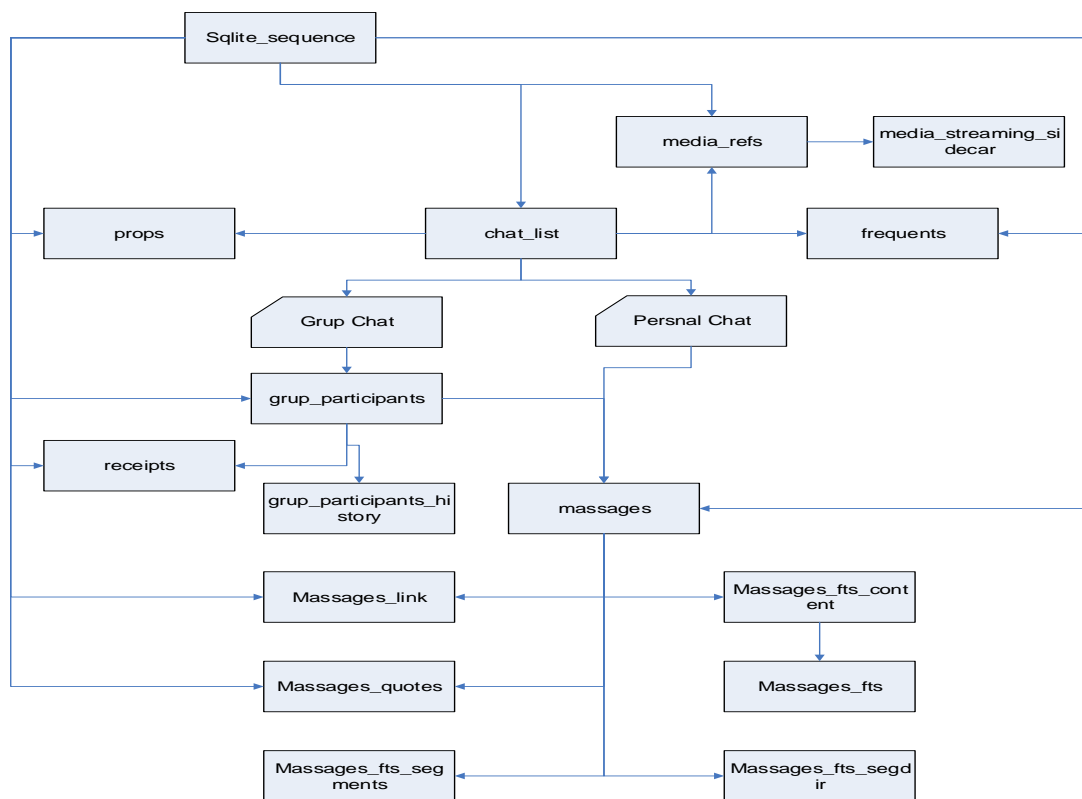 Sqlite_sequence
media_refs
media_streaming_si
decar
props
chat_list
frequents
Grup Chat
Persnal Chat
grup_participants
receipts
grup_participants_hi
story
massages
Massages_link
Massages_fts_cont
ent
Massages_quotes
Massages_fts
Massages_fts_seg
ments
Massages_fts_segd
ir